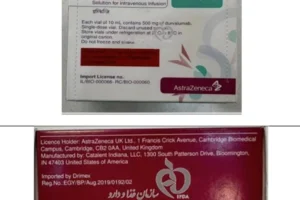 Solution for intravenous infusion
Each vial of 10 mL contains 500 mg of durvalumab.
Single-dose vial. Discard unused portion.
Store vials under refrigeration at 2°C - 8°C in
original carton.
Do not freeze and shake.
Import License no.
AstraZeneca
Licence Holder: AstraZeneca UK Ltd., 1 Francis Crick Avenue, Cambridge Biomedical
Campus, Cambridge, CB2 0AA, United Kingdom
Manufactured by: Catalent Indiana, LLC, 1300 South Patterson Drive, Bloomington,
IN 47403 United States of America
Imported by Drimex
Reg. No: EGY/BP/Aug.2019/0192/02
سازمان غذا و دارو
IFDA